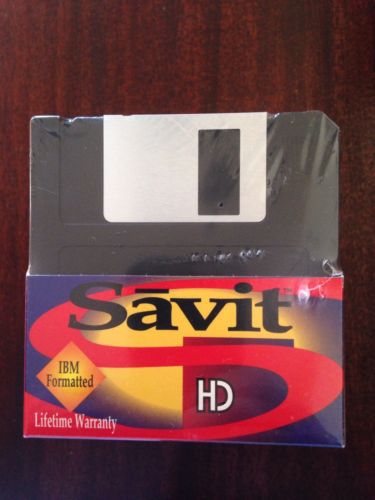 Sāvit
IBM
Formatted
HD
Lifetime Warranty